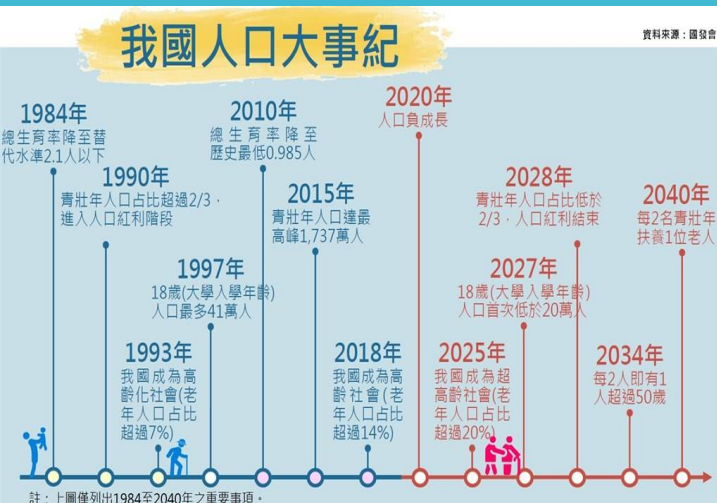 我國人口大事紀
資料來源：國發會
1984年
總生育率降至替
代水準2.1人以下
1990年
青壯年人口占比超過2/3，
進入人口紅利階段
1993年
我國成為高
齡化社會(老
年人口占比
超過7%)
1997年
18歲(大學入學年齡)
人口最多41萬人
2010年
總生育率降至
歷史最低0.985人
2015年
青壯年人口達最
高峰1,737萬人
2018年
我國成為高
齡社會(老
年人口占比
超過14%)
2020年
人口負成長
2025年
我國成為超
高齡社會(老
年人口占比
超過20%)
2027年
18歲(大學入學年齡)
人口首次低於20萬人
2028年
青壯年人口占比低於
2/3，人口紅利結束
2034年
每2人即有1
人超過50歲
2040年
每2名青壯年
扶養1位老人
註：上圖僅列出1984至2040年之重要事項。